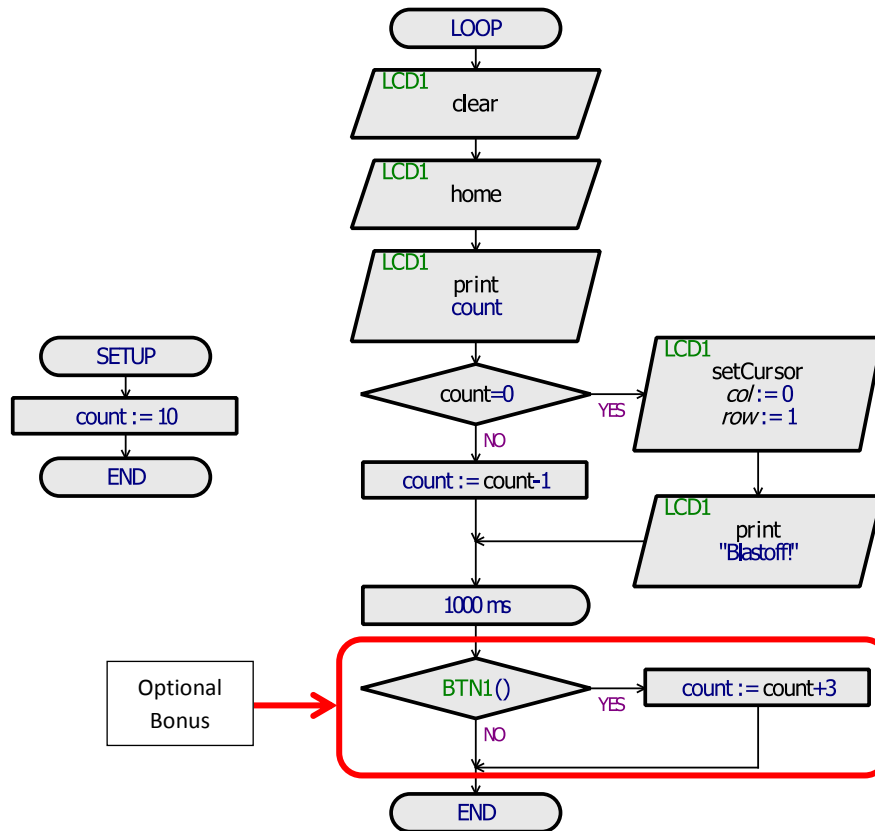 LOOP
LCD1
clear
LCD1
home
LCD1
print
count
SETUP
count := 10
END
count=0
YES
NO
LCD1
setCursor
col := 0
row := 1
count := count-1
LCD1
print
"Blastoff!"
1000 ms
Optional
Bonus
BTN1()
YES
NO
count := count+3
END